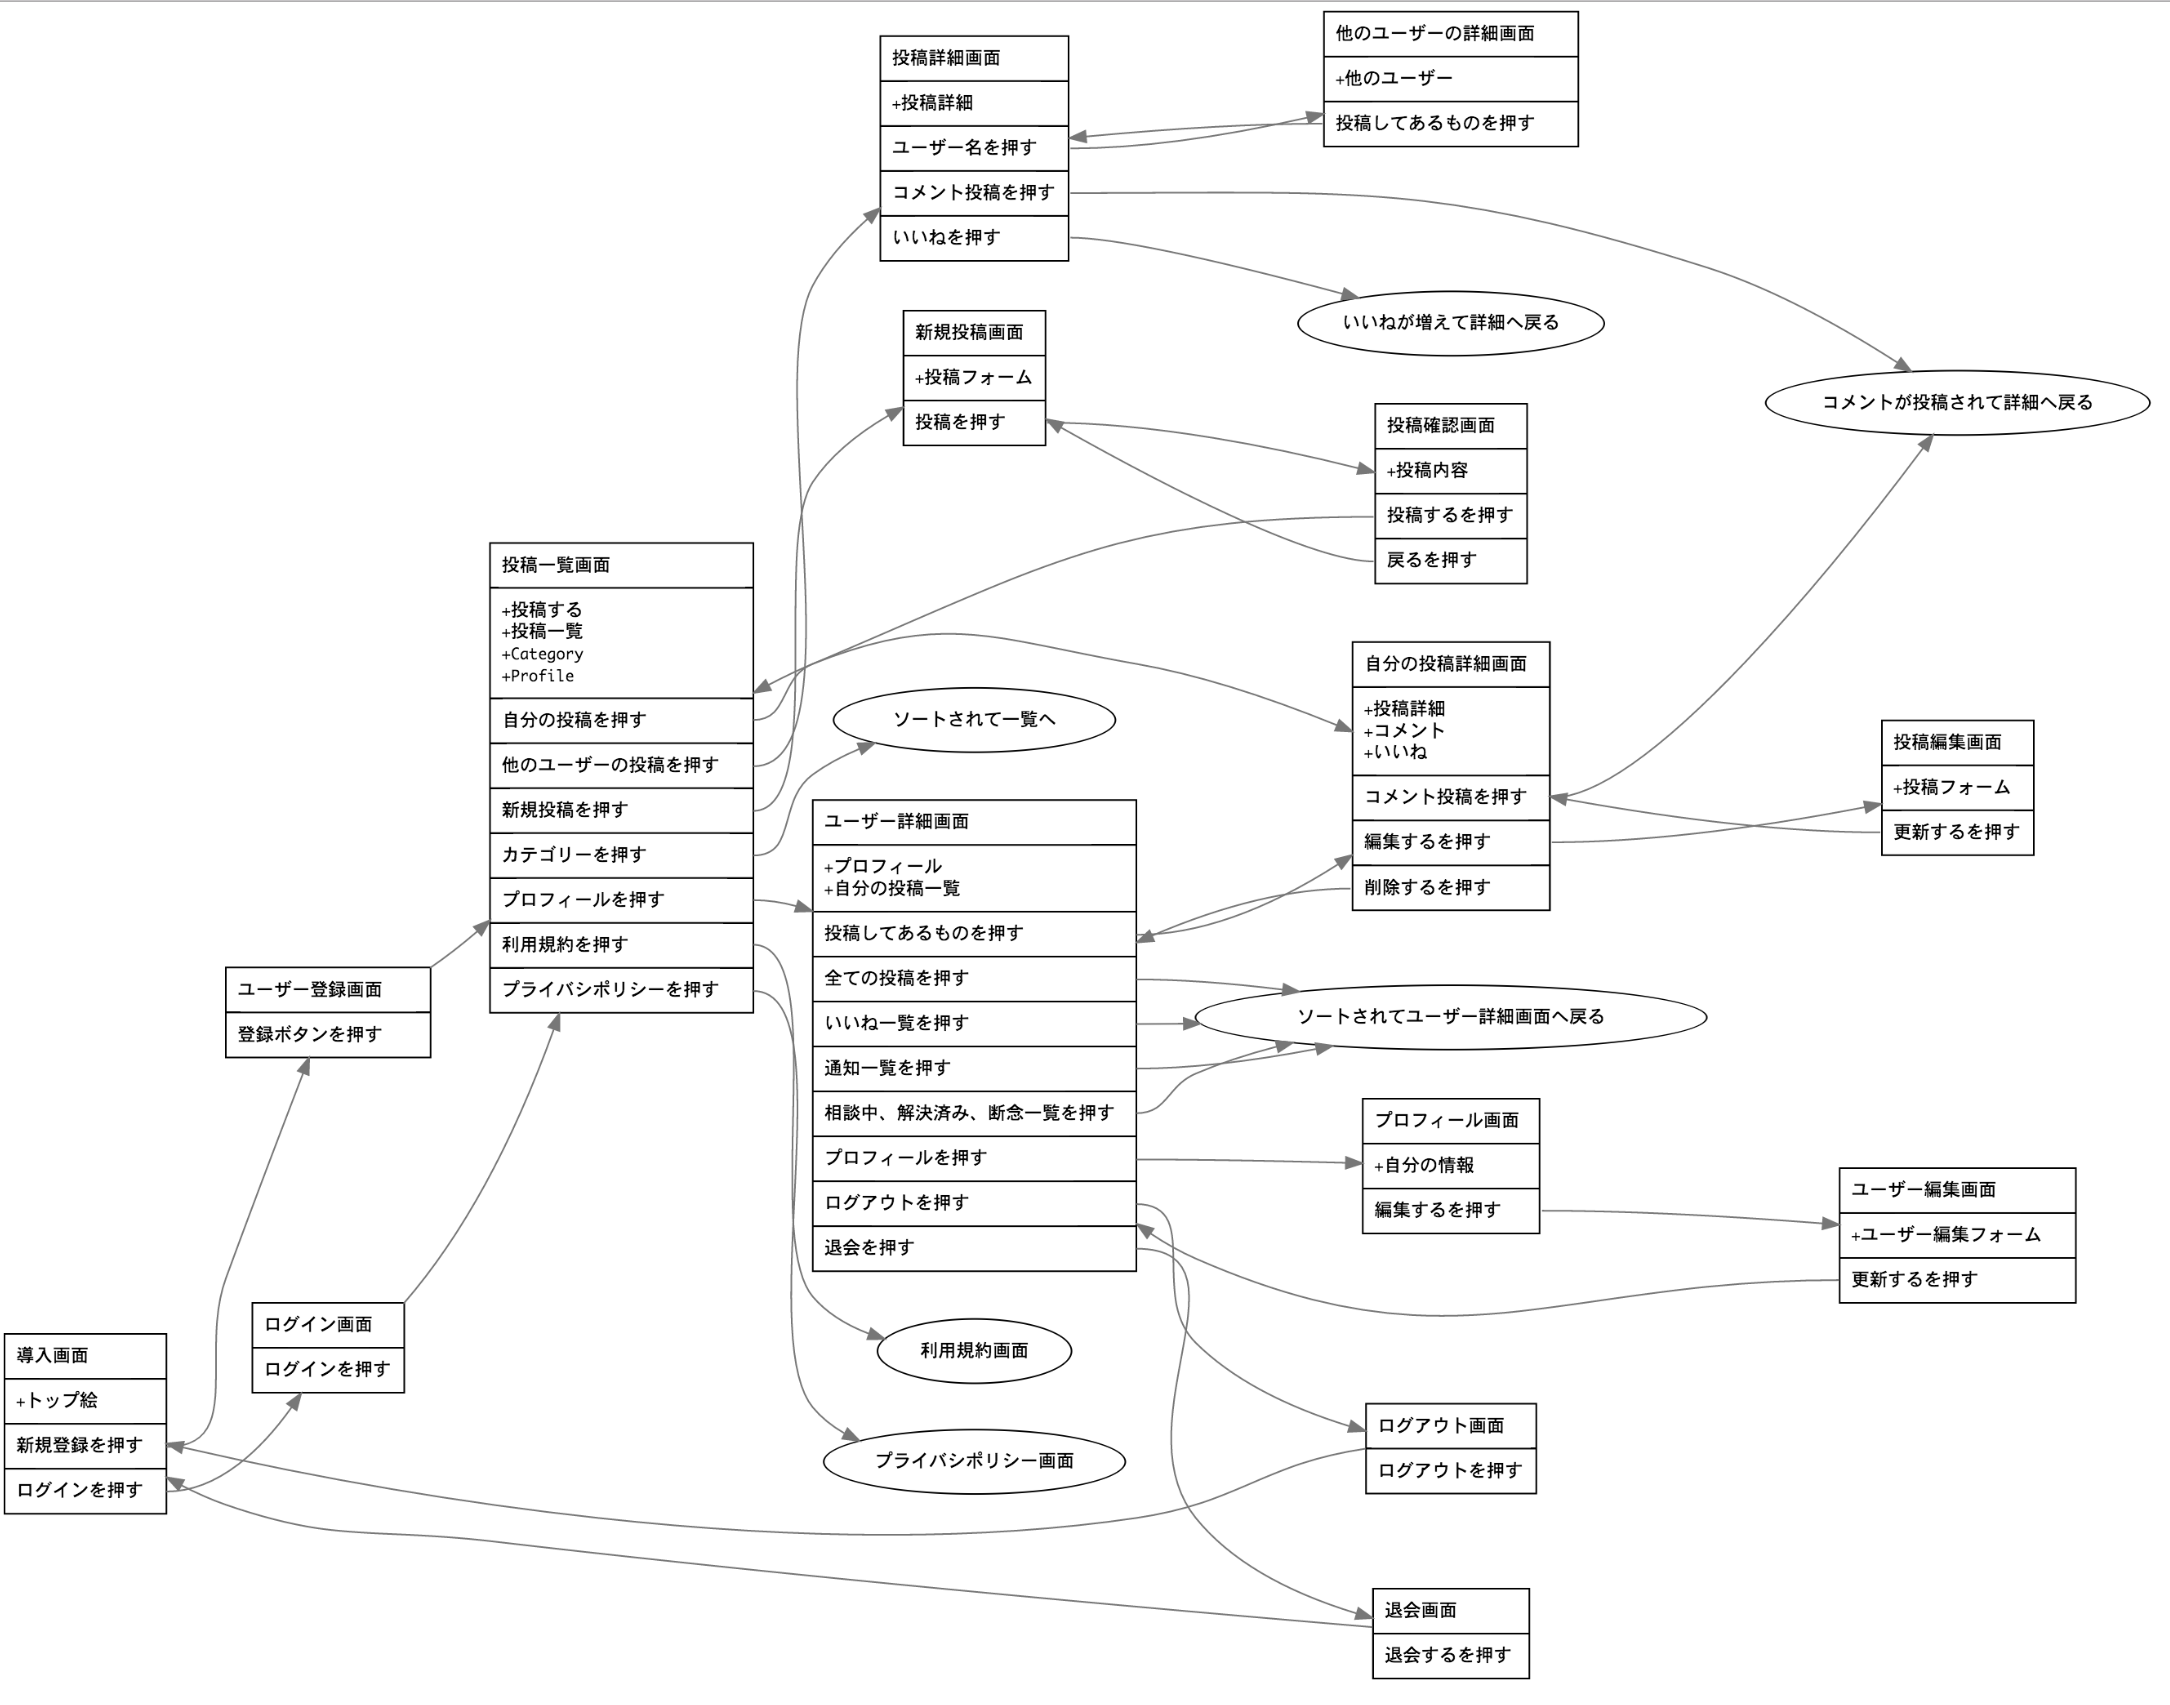 導入画面
+トップ絵
新規登録を押す
ログインを押す
ユーザー登録画面
登録ボタンを押す
ログイン画面
ログインを押す
投稿一覧画面
+投稿する
+投稿一覧
+Category
+Profile
自分の投稿を押す
他のユーザーの投稿を押す
新規投稿を押す
カテゴリーを押す
プロフィールを押す
利用規約を押す
プライバシポリシーを押す
投稿詳細画面
+投稿詳細
ユーザー名を押す
コメント投稿を押す
いいねを押す
新規投稿画面
+投稿フォーム
投稿を押す
ソートされて一覧へ
ユーザー詳細画面
+プロフィール
+自分の投稿一覧
投稿してあるものを押す
全ての投稿を押す
いいね一覧を押す
通知一覧を押す
相談中、解決済み、断念一覧を押す
プロフィールを押す
ログアウトを押す
退会を押す
利用規約画面
プライバシポリシー画面
他のユーザーの詳細画面
+他のユーザー
投稿してあるものを押す
いいねが増えて詳細へ戻る
投稿確認画面
+投稿内容
投稿するを押す
戻るを押す
自分の投稿詳細画面
+投稿詳細
+コメント
+いいね
コメント投稿を押す
編集するを押す
削除するを押す
ソートされてユーザー詳細画面へ戻る
プロフィール画面
+自分の情報
編集するを押す
ログアウト画面
ログアウトを押す
退会画面
退会するを押す
コメントが投稿されて詳細へ戻る
投稿編集画面
+投稿フォーム
更新するを押す
ユーザー編集画面
+ユーザー編集フォーム
更新するを押す